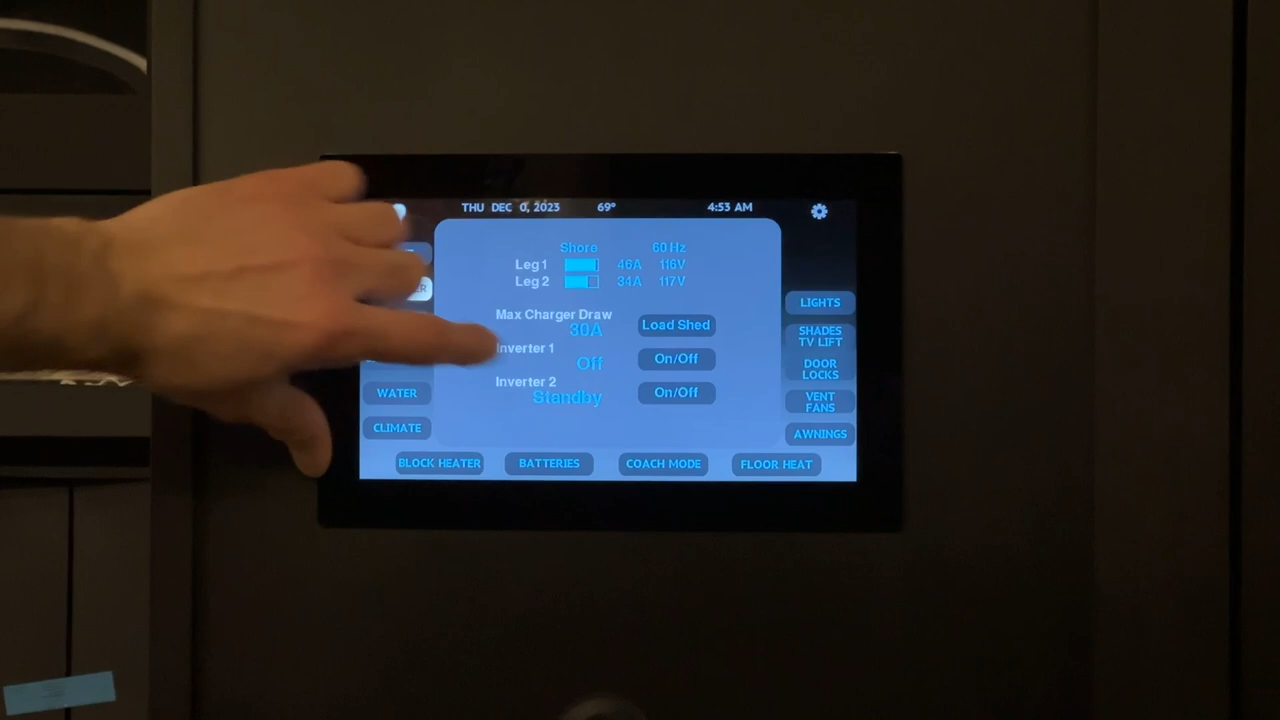 THU DEC 0, 2023 69° 4:53 AM
Shore 60 Hz
Leg 1 46A 116V
Leg 2 34A 117V
Max Charger Draw
30A
Load Shed
Inverter 1
Off
On/Off
Inverter 2
Standby
On/Off
WATER
CLIMATE
LIGHTS
SHADES
TV LIFT
DOOR
LOCKS
VENT
FANS
AWNINGS
BLOCK HEATER
BATTERIES
COACH MODE
FLOOR HEAT